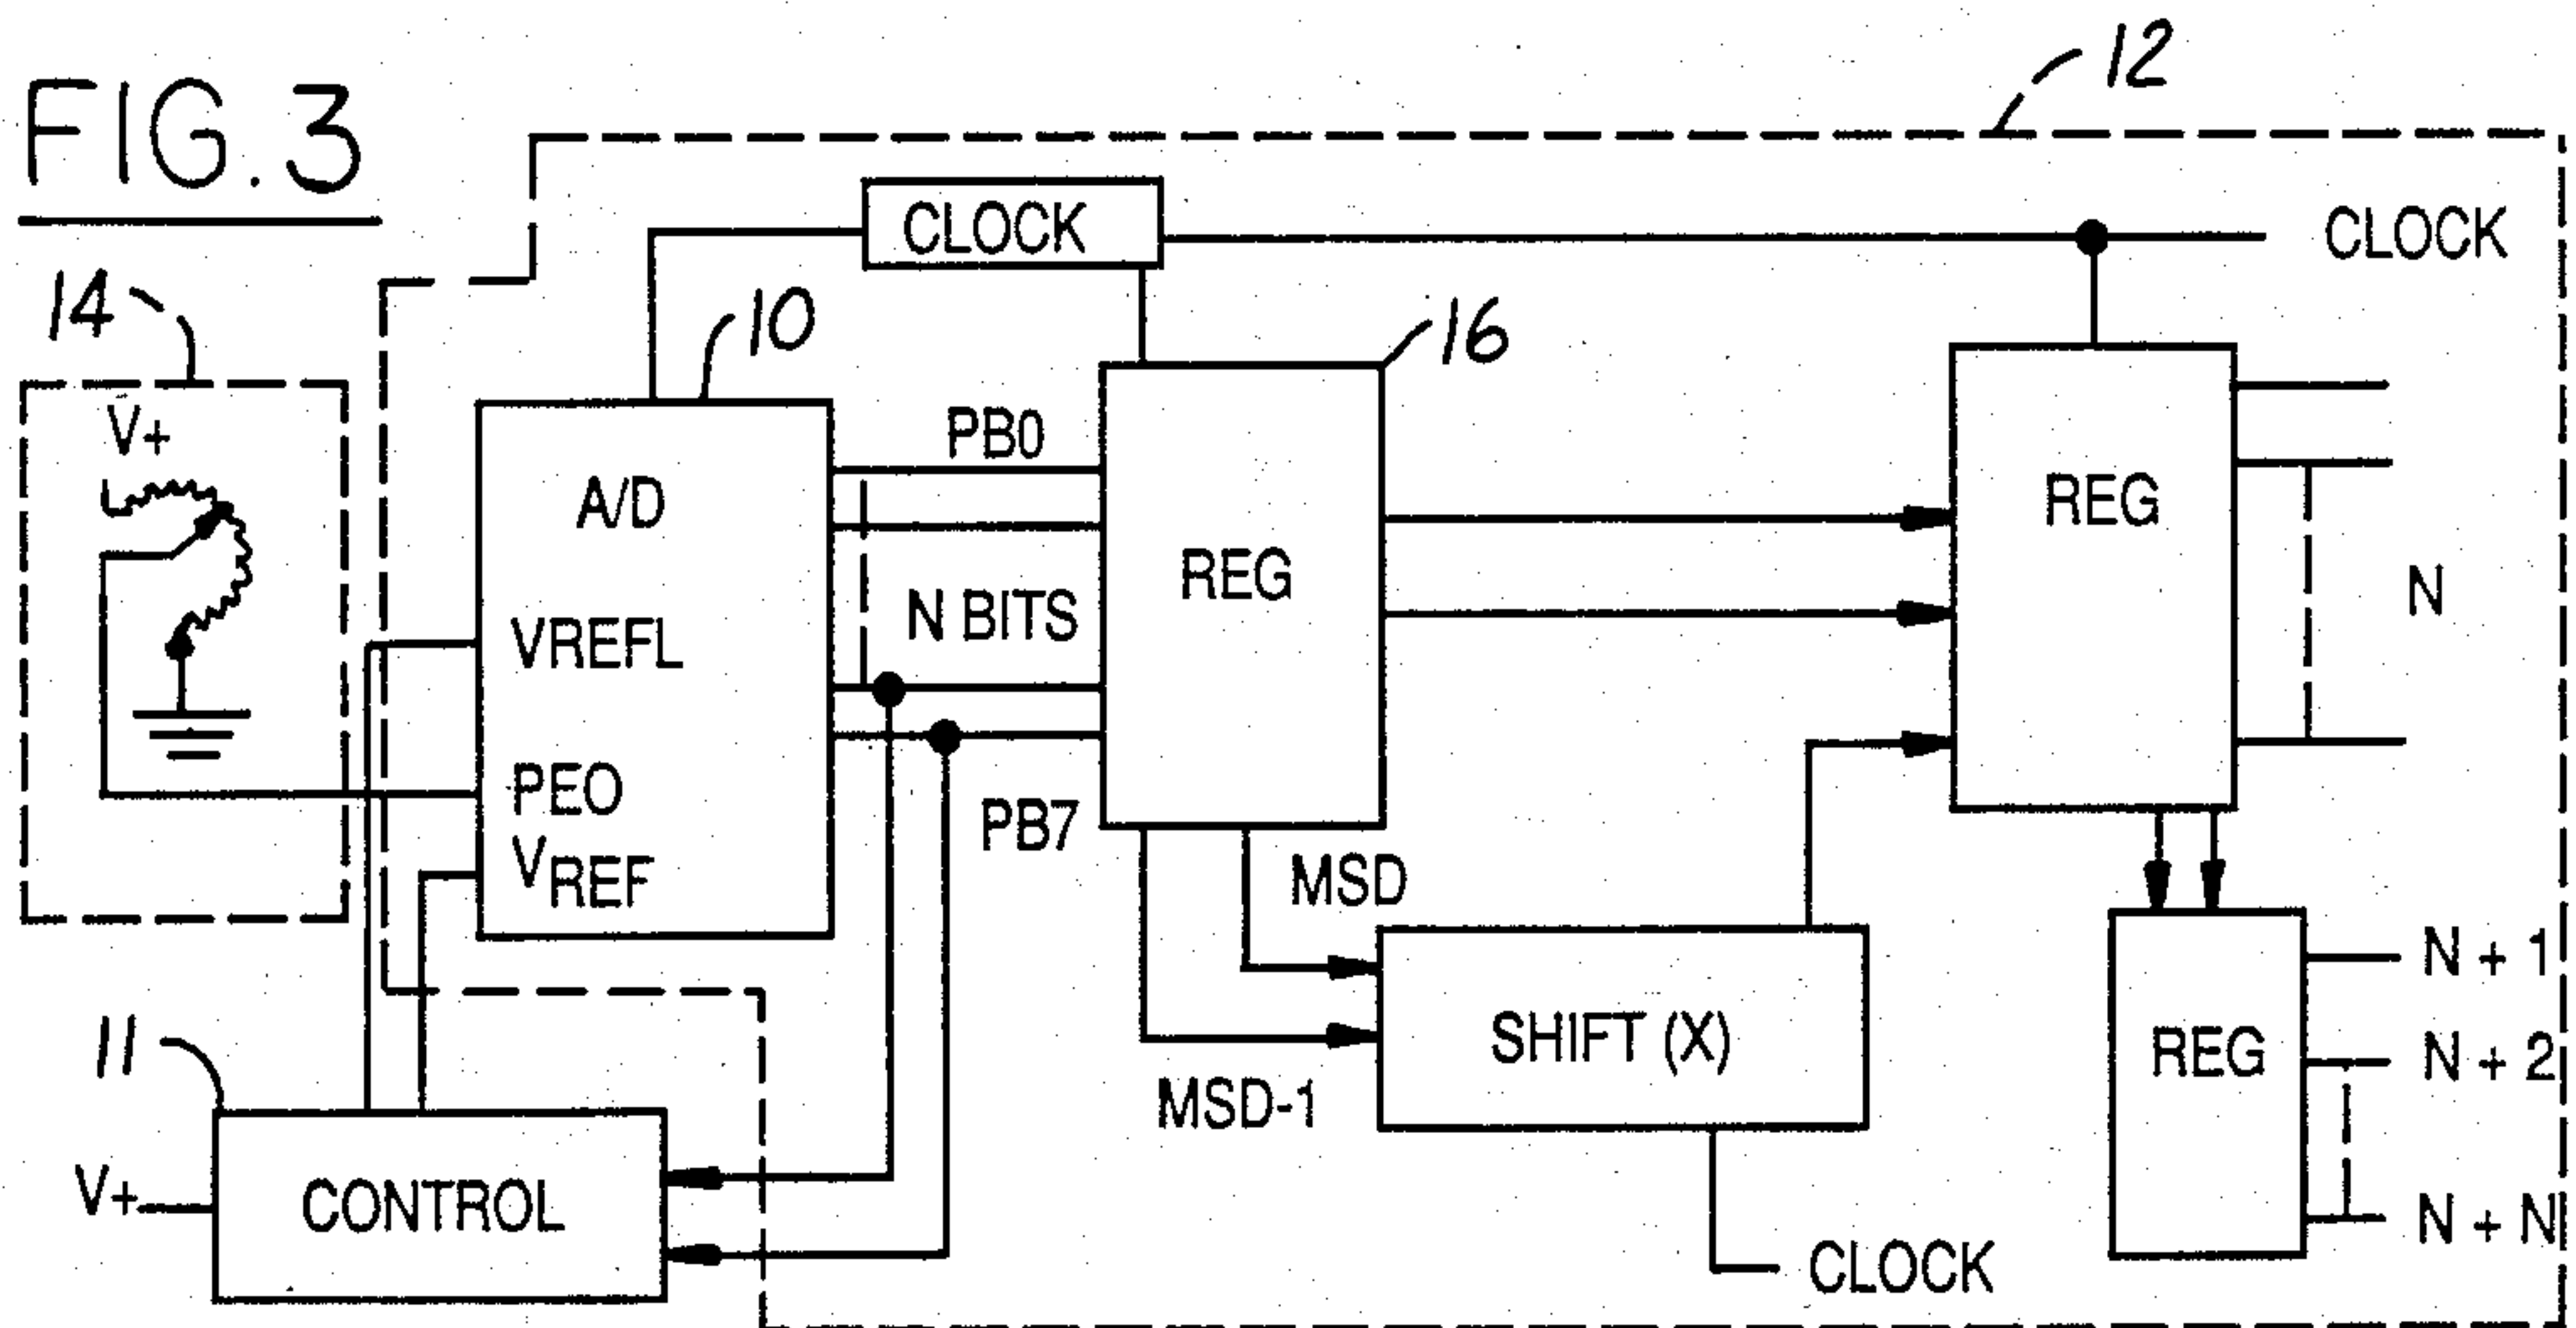 FIG. 3
12
CLOCK
CLOCK
14
10
16
V+
PB0
A/D
REG
REG
N BITS
N
VREFL
PEO
PB7
VREF
MSD
N + 1
11
SHIFT (X)
REG
N + 2
MSD-1
V+
CONTROL
N + N
CLOCK